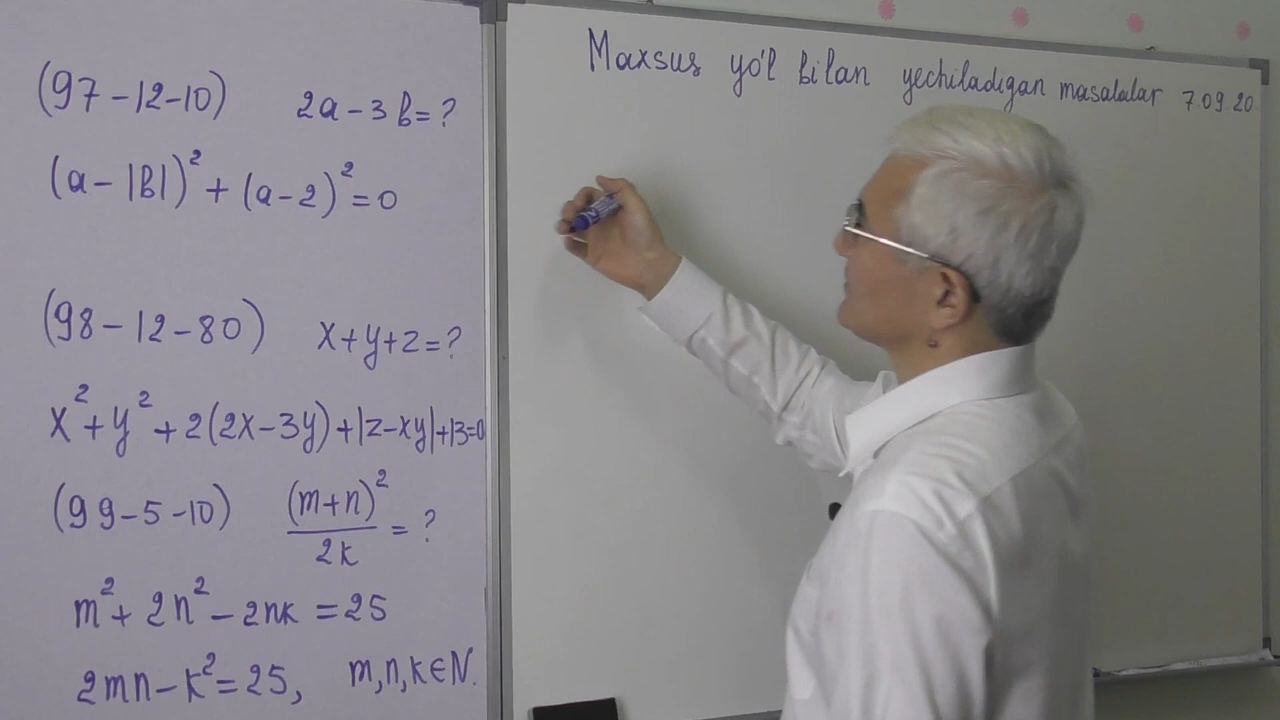 (97-12-10) 2a-3b=?
(a-|b|)²+(a-2)²=0
(98-12-80) x+y+z=?
x²+y²+2(2x-3y)+|z-xy|+13=0
(99-5-10) (m+n)²/2k = ?
m²+2n²-2nk=25
2mn-k²=25, m,n,k∈N.
Maxsus yo'l bilan yechiladigan masalalar 7.09.20